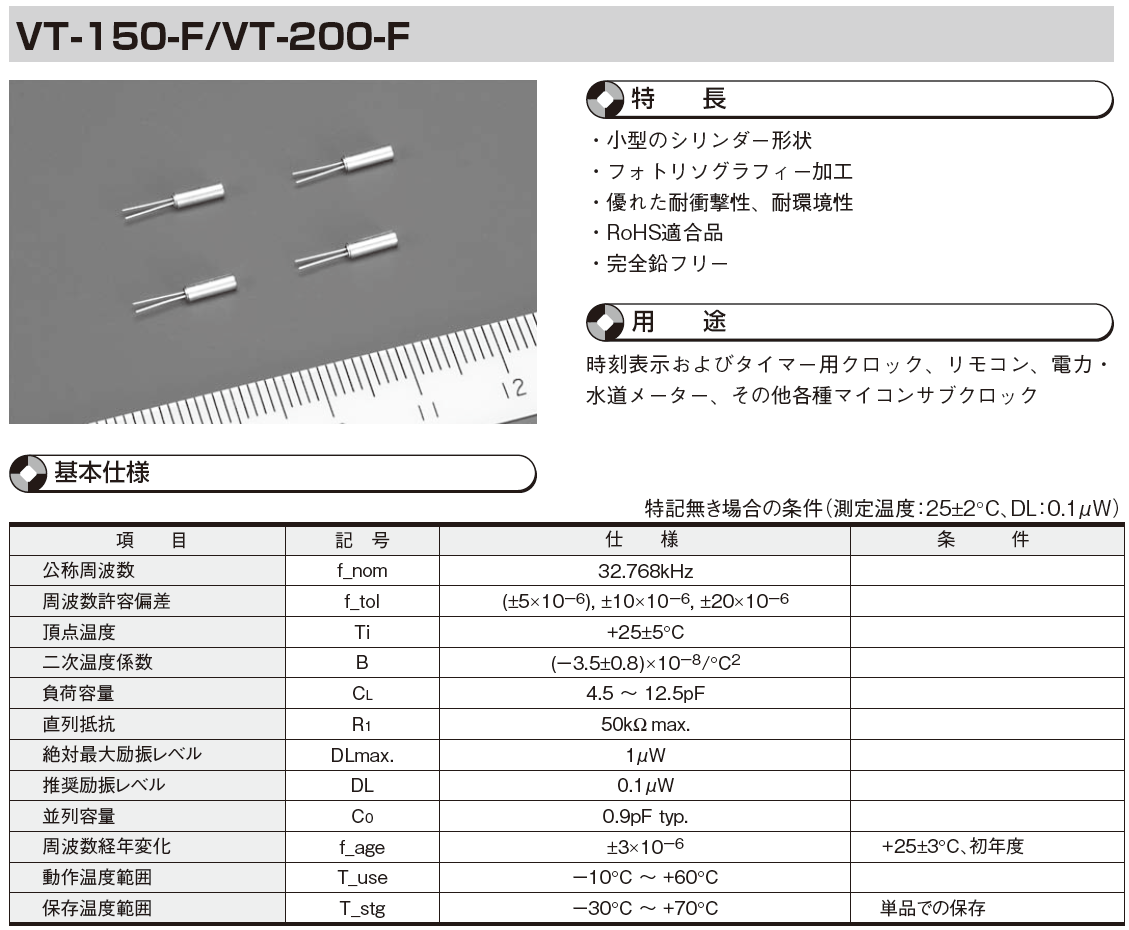 VT-150-F/VT-200-F
11
12
特 長
・小型のシリンダー形状
・フォトリソグラフィー加工
・優れた耐衝撃性、耐環境性
・RoHS適合品
・完全鉛フリー
用 途
時刻表示およびタイマー用クロック、リモコン、電力・
水道メーター、その他各種マイコンサブクロック
基本仕様
特記無き場合の条件(測定温度:25±2°C、DL:0.1μW)
項 目 記 号 仕 様 条 件
公称周波数 f_nom 32.768kHz
周波数許容偏差 f_tol (±5×10⁻⁶), ±10×10⁻⁶, ±20×10⁻⁶
頂点温度 Ti +25±5°C
二次温度係数 B (−3.5±0.8)×10⁻⁸/°C²
負荷容量 CL 4.5 ～ 12.5pF
直列抵抗 R1 50kΩ max.
絶対最大励振レベル DLmax. 1μW
推奨励振レベル DL 0.1μW
並列容量 C0 0.9pF typ.
周波数経年変化 f_age ±3×10⁻⁶ +25±3°C、初年度
動作温度範囲 T_use −10°C ～ +60°C
保存温度範囲 T_stg −30°C ～ +70°C 単品での保存